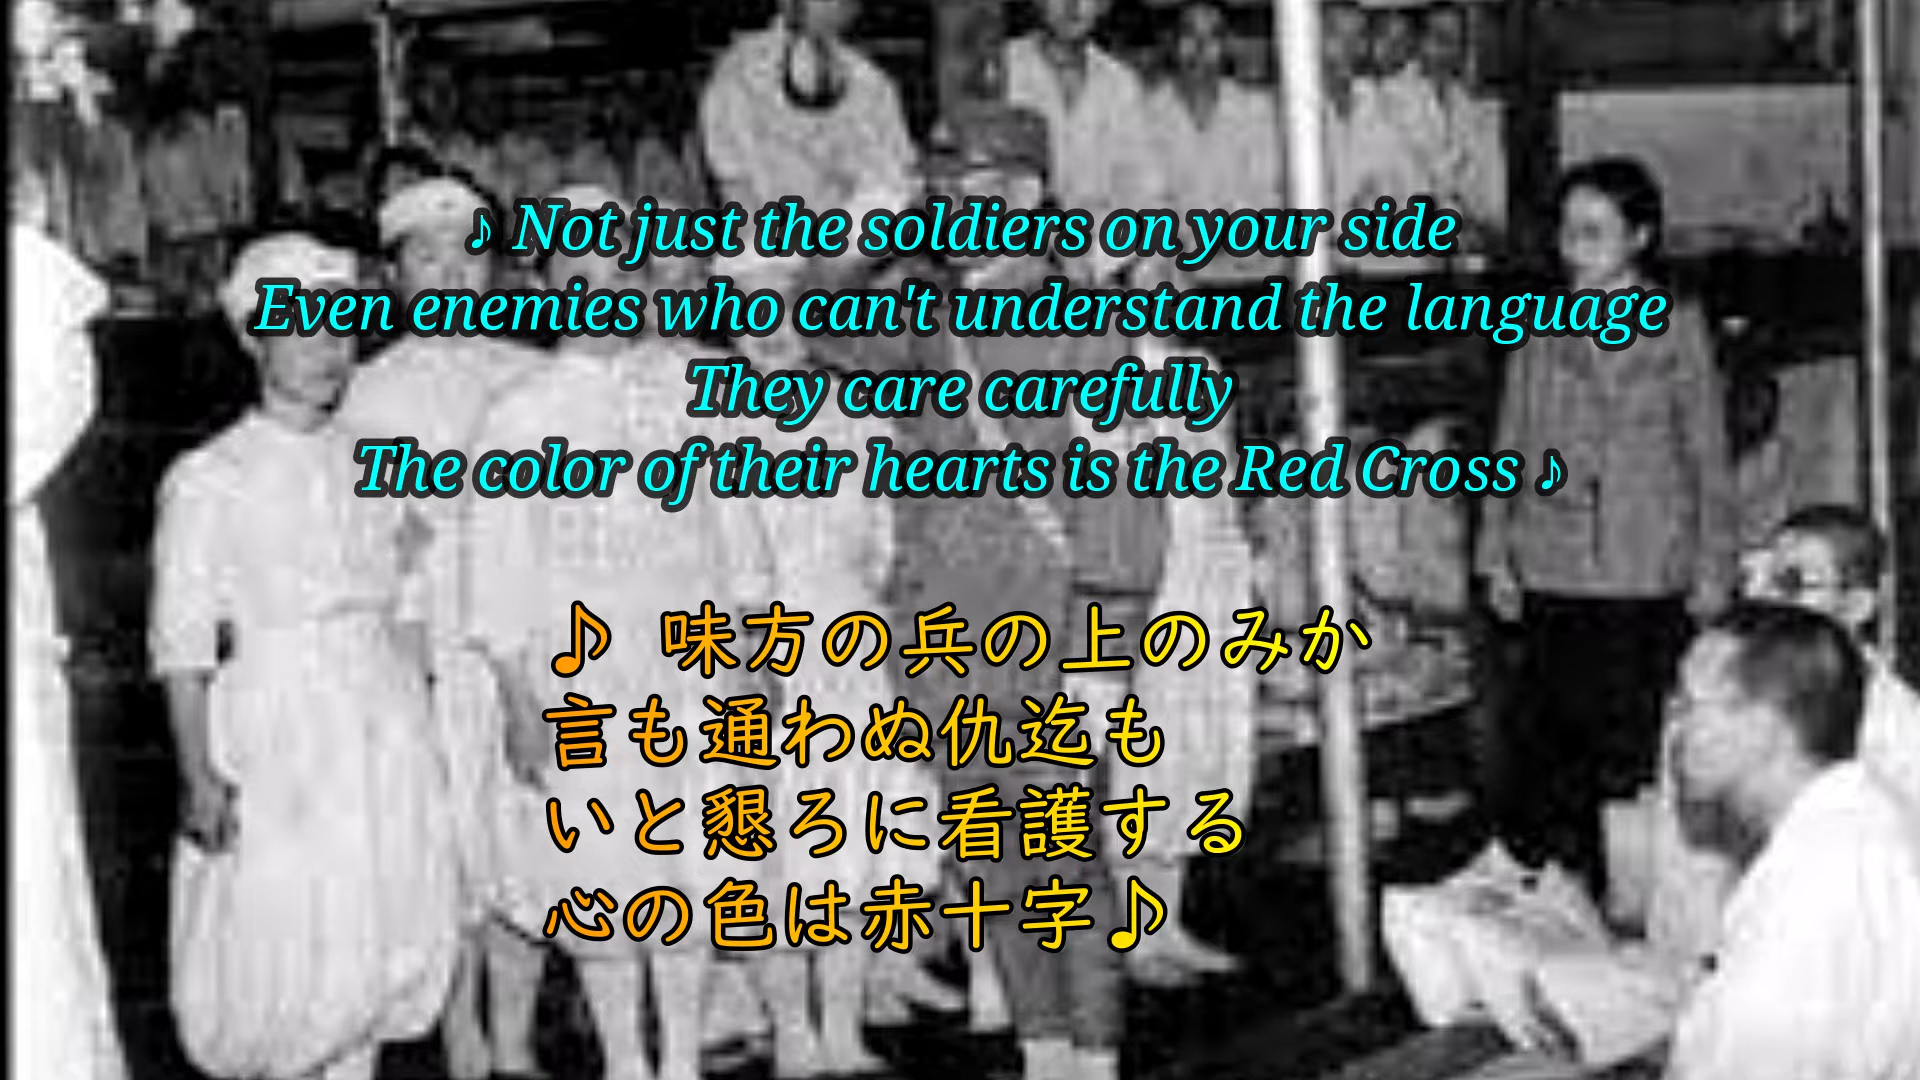 ♪ Not just the soldiers on your side
Even enemies who can't understand the language
They care carefully
The color of their hearts is the Red Cross ♪
♪ 味方の兵の上のみか
言も通わぬ仇迄も
いと懇ろに看護する
心の色は赤十字♪